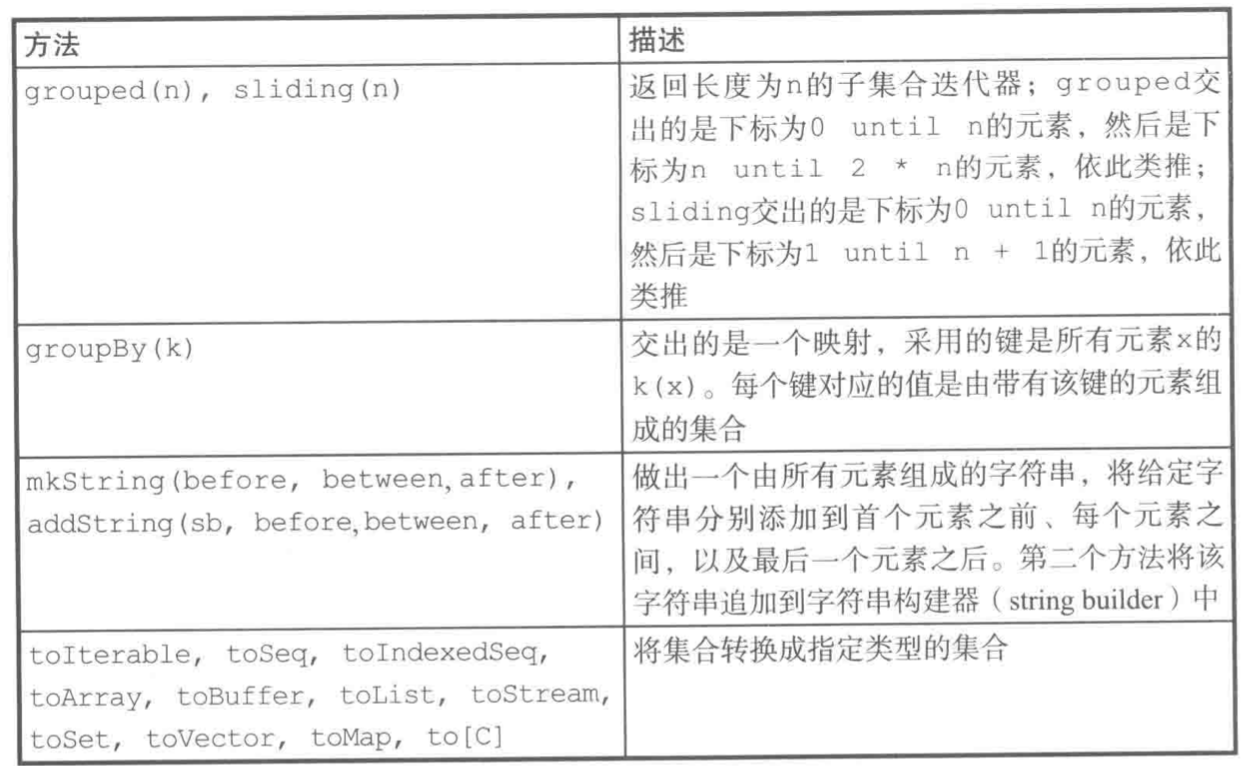 方法
描述
grouped(n), sliding(n)
返回长度为n的子集合迭代器；grouped交
出的是下标为0 until n的元素，然后是下
标为n until 2 * n的元素，依此类推；
sliding交出的是下标为0 until n的元素，
然后是下标为1 until n + 1的元素，依此
类推
groupBy(k)
交出的是一个映射，采用的键是所有元素x的
k(x)。每个键对应的值是由带有该键的元素组
成的集合
mkString(before, between,after),
addString(sb, before,between, after)
做出一个由所有元素组成的字符串，将给定字
符串分别添加到首个元素之前、每个元素之
间，以及最后一个元素之后。第二个方法将该
字符串追加到字符串构建器（string builder）中
toIterable, toSeq, toIndexedSeq,
toArray, toBuffer, toList, toStream,
toSet, toVector, toMap, to[C]
将集合转换成指定类型的集合